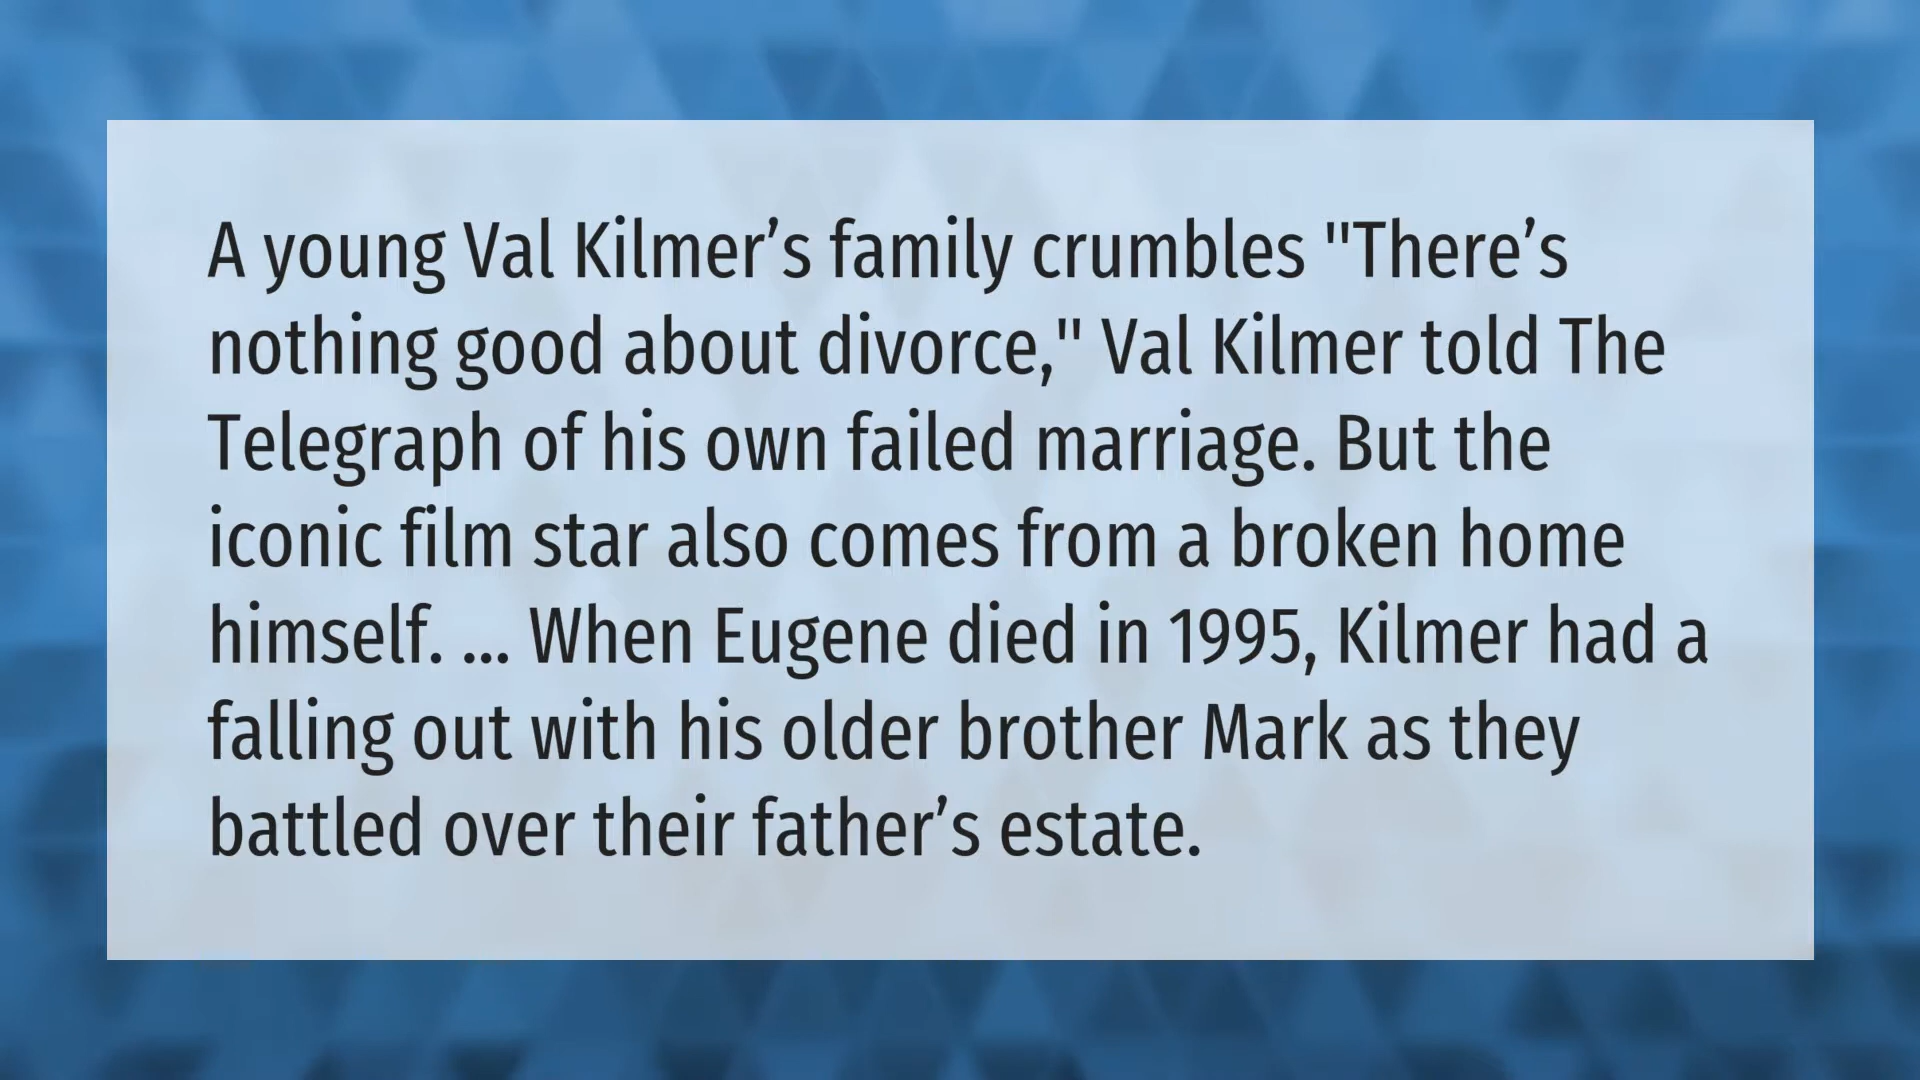 A young Val Kilmer’s family crumbles "There’s
nothing good about divorce," Val Kilmer told The
Telegraph of his own failed marriage. But the
iconic film star also comes from a broken home
himself. ... When Eugene died in 1995, Kilmer had a
falling out with his older brother Mark as they
battled over their father’s estate.